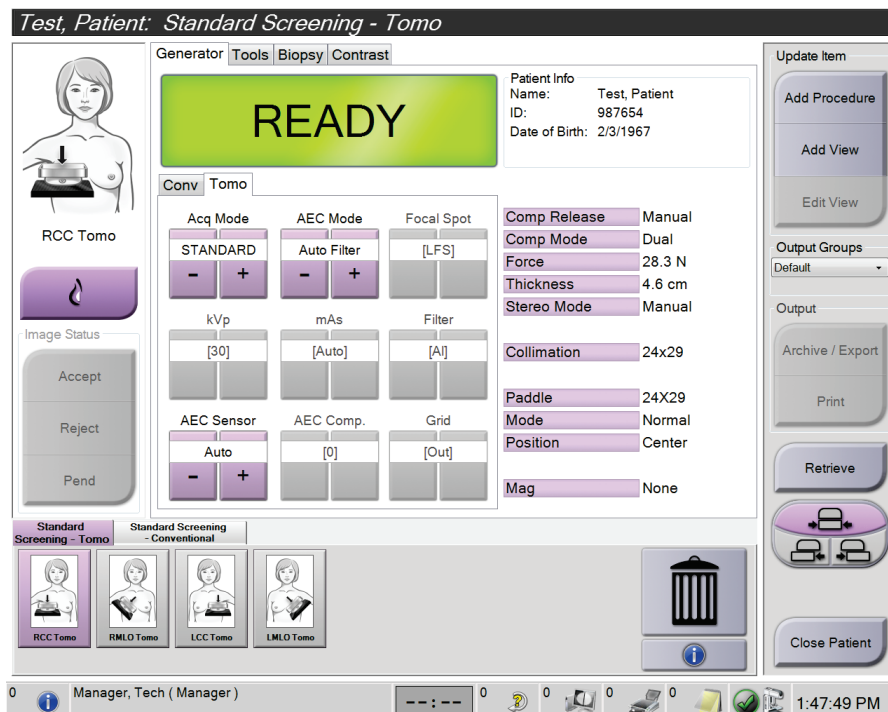 Test, Patient: Standard Screening - Tomo
Generator Tools Biopsy Contrast
READY
Patient Info
Name: Test, Patient
ID: 987654
Date of Birth: 2/3/1967
RCC Tomo
Image Status
Accept
Reject
Pend
Conv Tomo
Acq Mode AEC Mode Focal Spot
STANDARD Auto Filter [LFS]
- + - +
kVp mAs Filter
[30] [Auto] [Al]
AEC Sensor AEC Comp. Grid
Auto [0] [Out]
- +
Comp Release Manual
Comp Mode Dual
Force 28.3 N
Thickness 4.6 cm
Stereo Mode Manual
Collimation 24x29
Paddle 24X29
Mode Normal
Position Center
Mag None
Update Item
Add Procedure
Add View
Edit View
Output Groups
Default
Output
Archive / Export
Print
Retrieve
Close Patient
Standard
Screening - Tomo
Standard Screening
- Conventional
RCC Tomo RMLO Tomo LCC Tomo LMLO Tomo
0 Manager, Tech ( Manager ) --:-- 0 0 0 0 1:47:49 PM